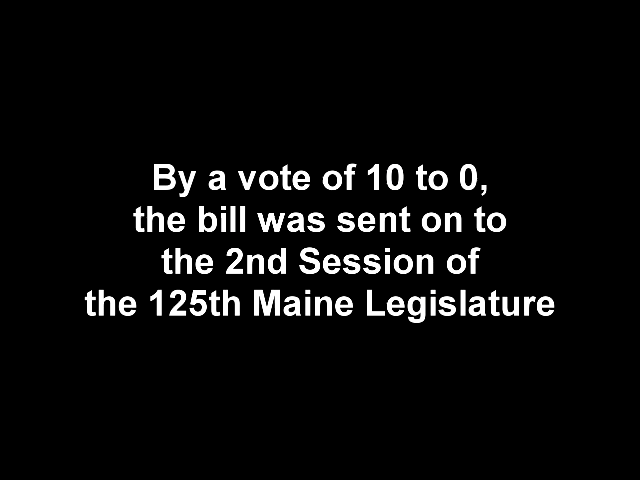 By a vote of 10 to 0,
the bill was sent on to
the 2nd Session of
the 125th Maine Legislature